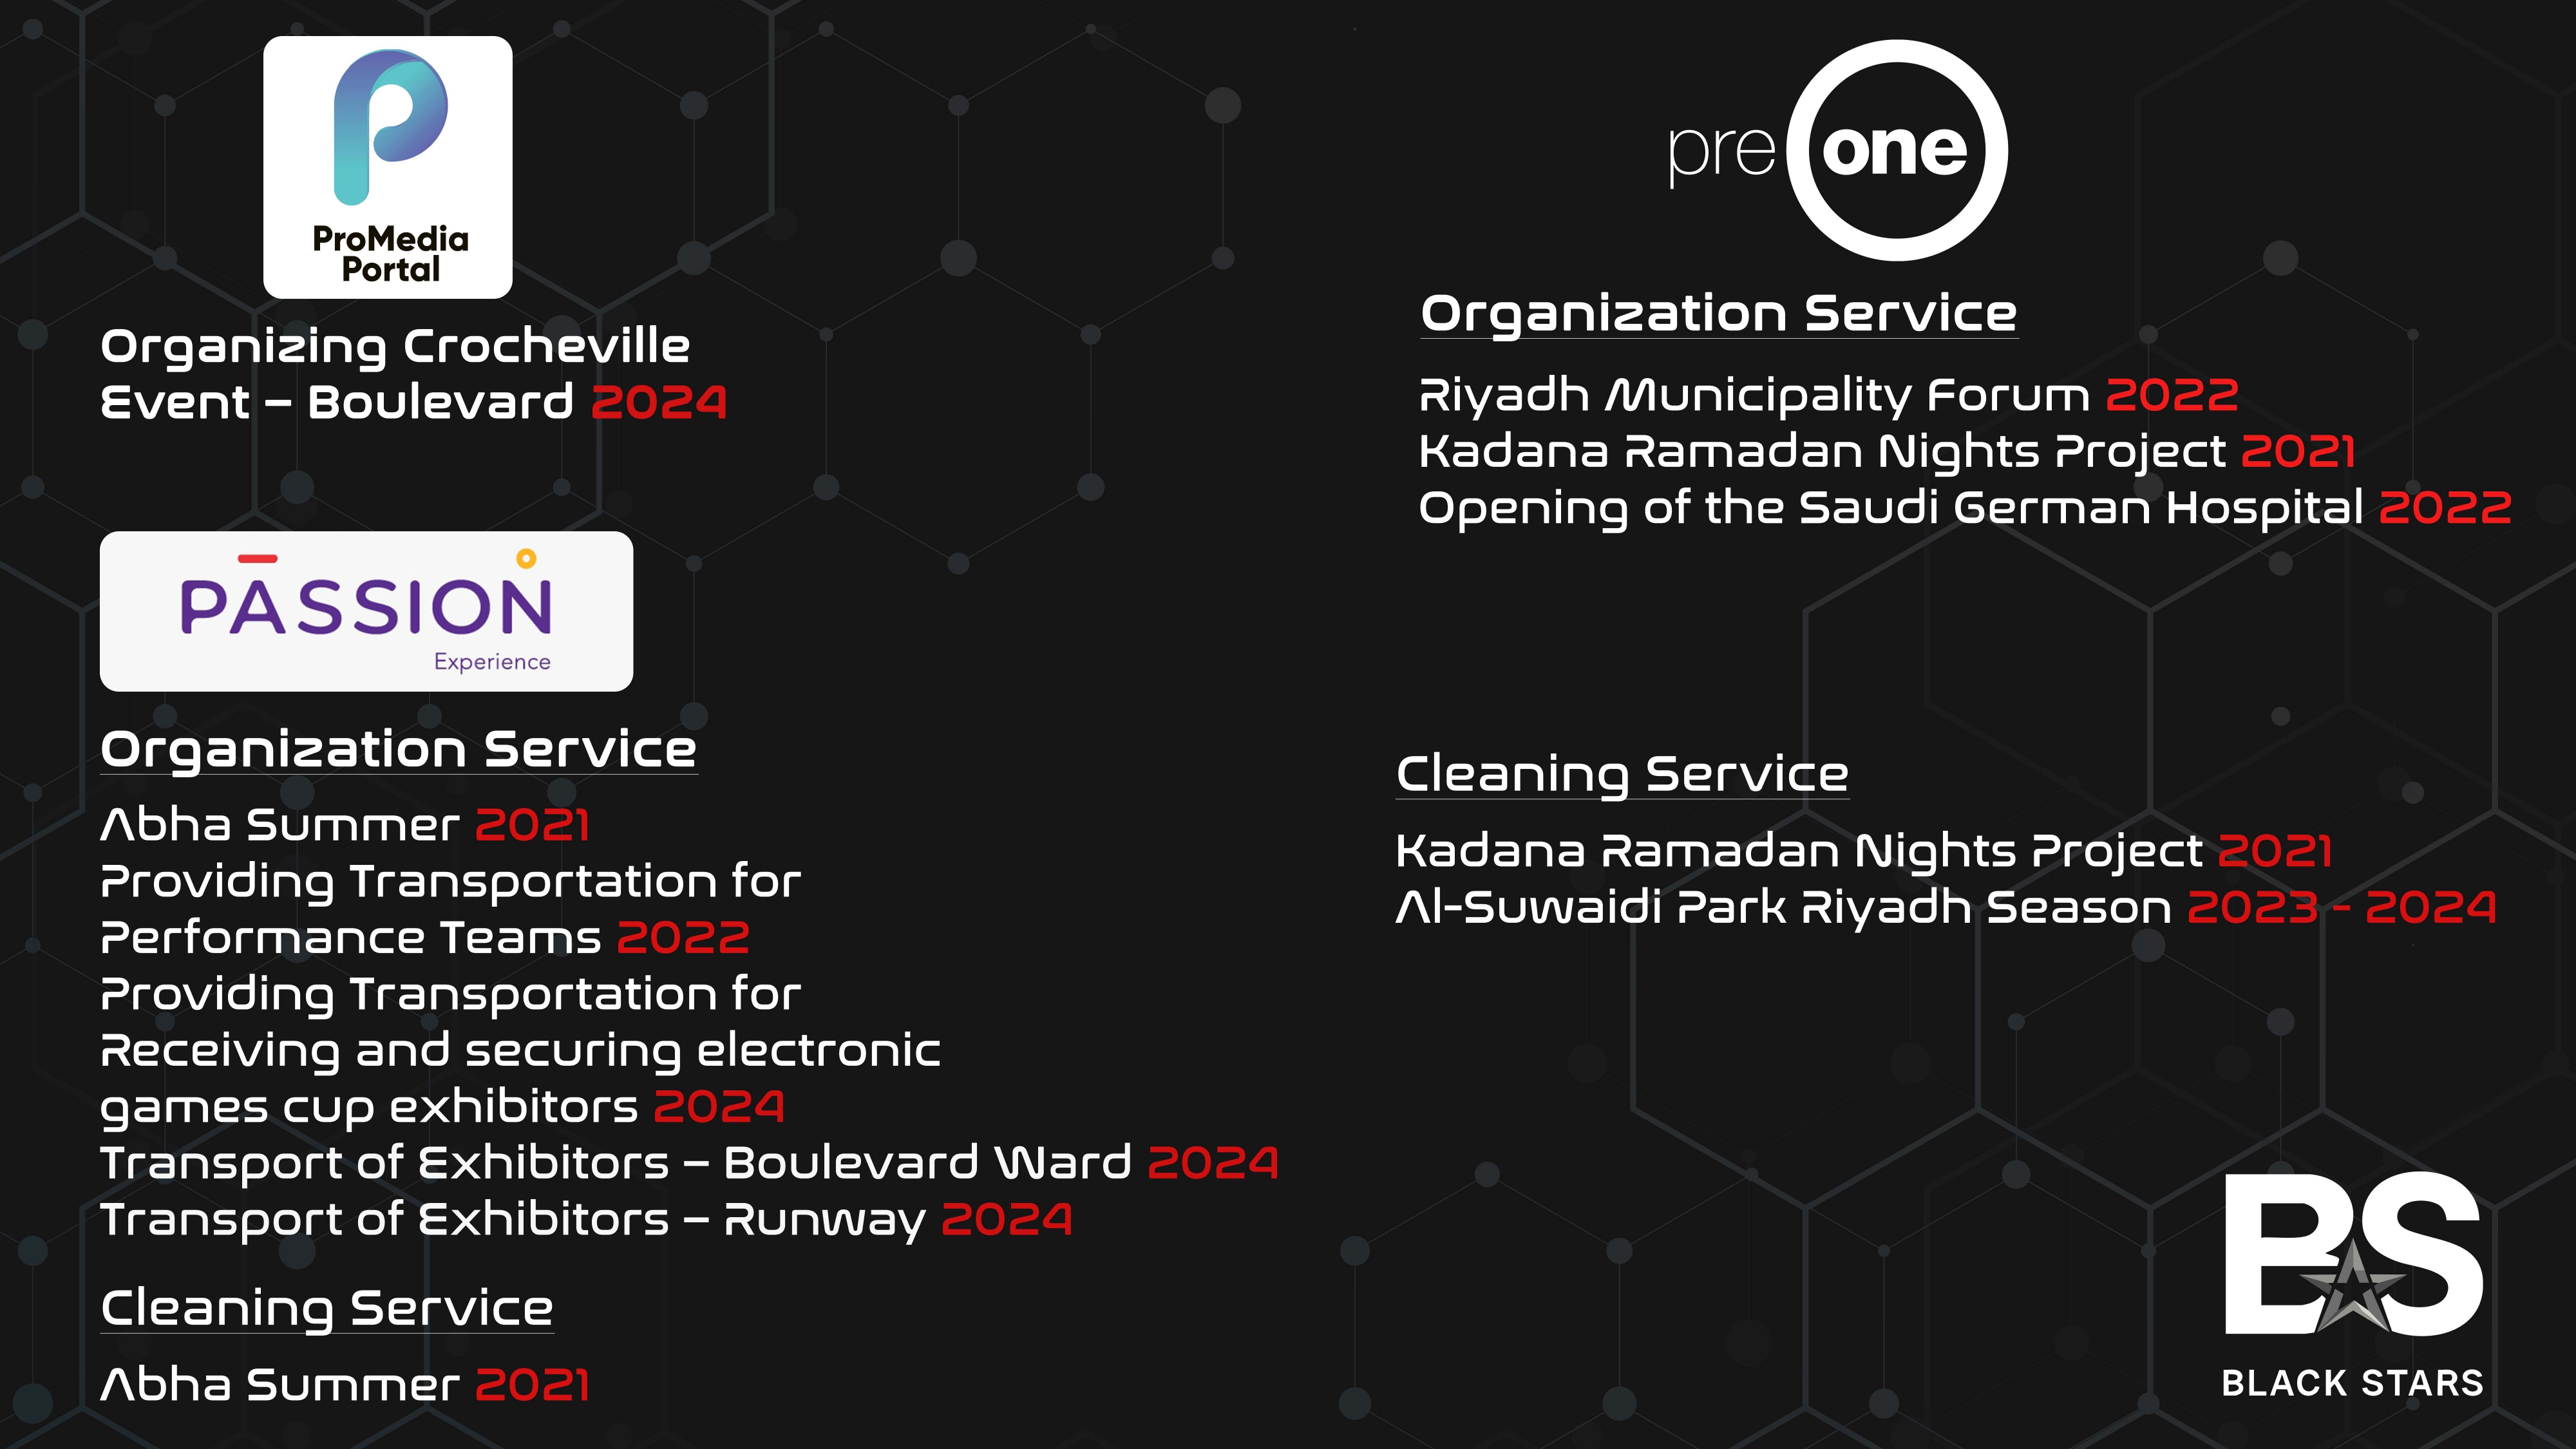 ProMedia
Portal
Organizing Crocheville
Event – Boulevard 2024
PASSION
Experience
Organization Service
Abha Summer 2021
Providing Transportation for
Performance Teams 2022
Providing Transportation for
Receiving and securing electronic
games cup exhibitors 2024
Transport of Exhibitors – Boulevard Ward 2024
Transport of Exhibitors – Runway 2024
Cleaning Service
Abha Summer 2021
pre one
Organization Service
Riyadh Municipality Forum 2022
Kadana Ramadan Nights Project 2021
Opening of the Saudi German Hospital 2022
Cleaning Service
Kadana Ramadan Nights Project 2021
Al-Suwaidi Park Riyadh Season 2023 - 2024
BS
BLACK STARS